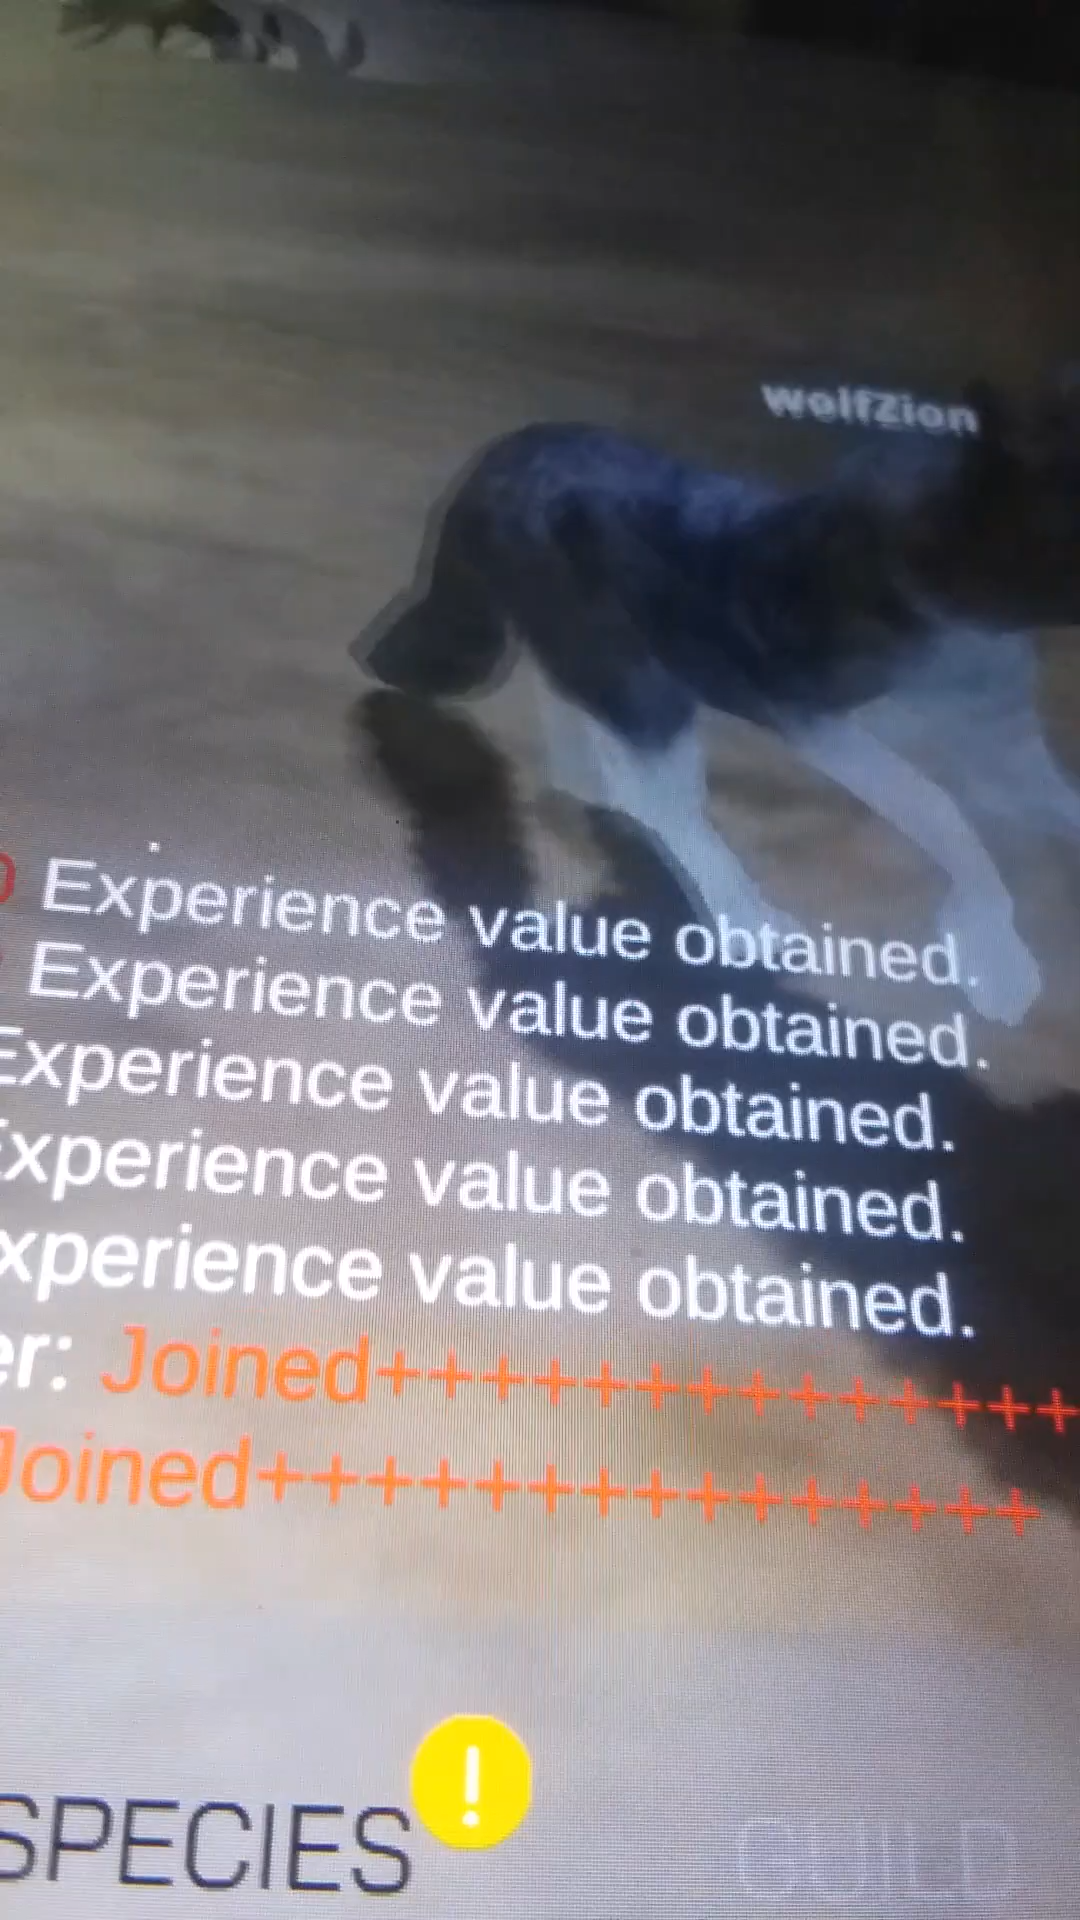 WolfZion
Experience value obtained.
Experience value obtained.
Experience value obtained.
Experience value obtained.
xperience value obtained.
er: Joined++++++++++++++
Joined+++++++++++++++
SPECIES
GUILD